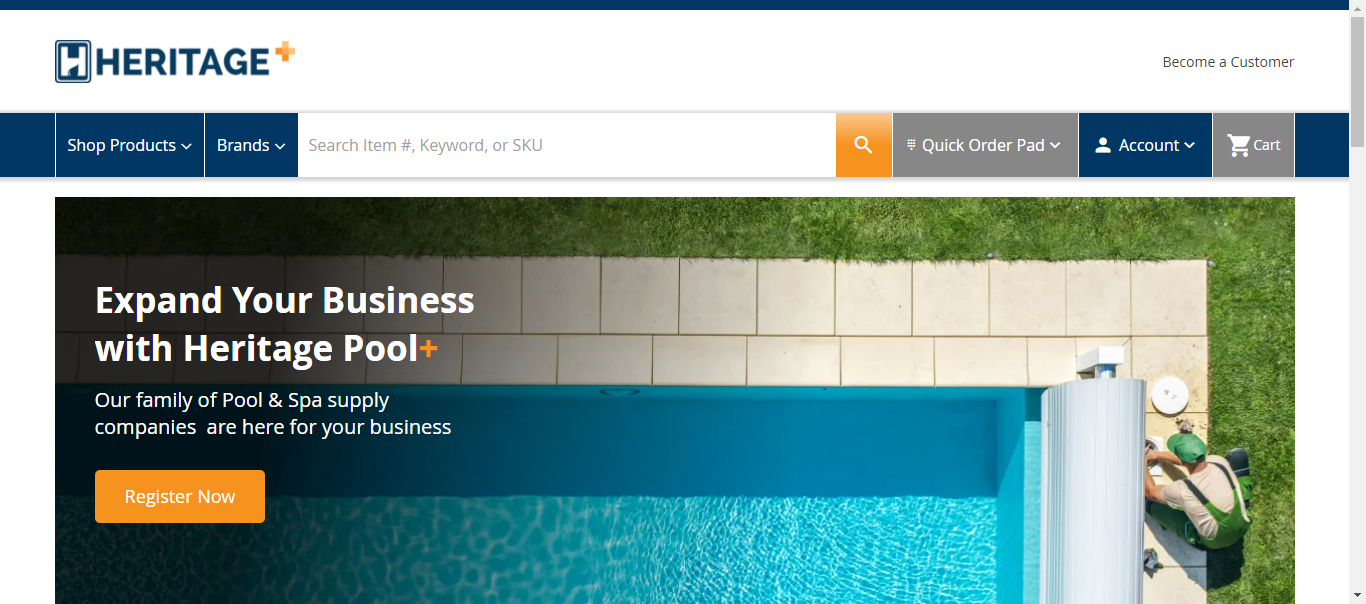 HERITAGE+
Become a Customer
Shop Products
Brands
Search Item #, Keyword, or SKU
Quick Order Pad
Account
Cart
Expand Your Business
with Heritage Pool+
Our family of Pool & Spa supply
companies  are here for your business
Register Now